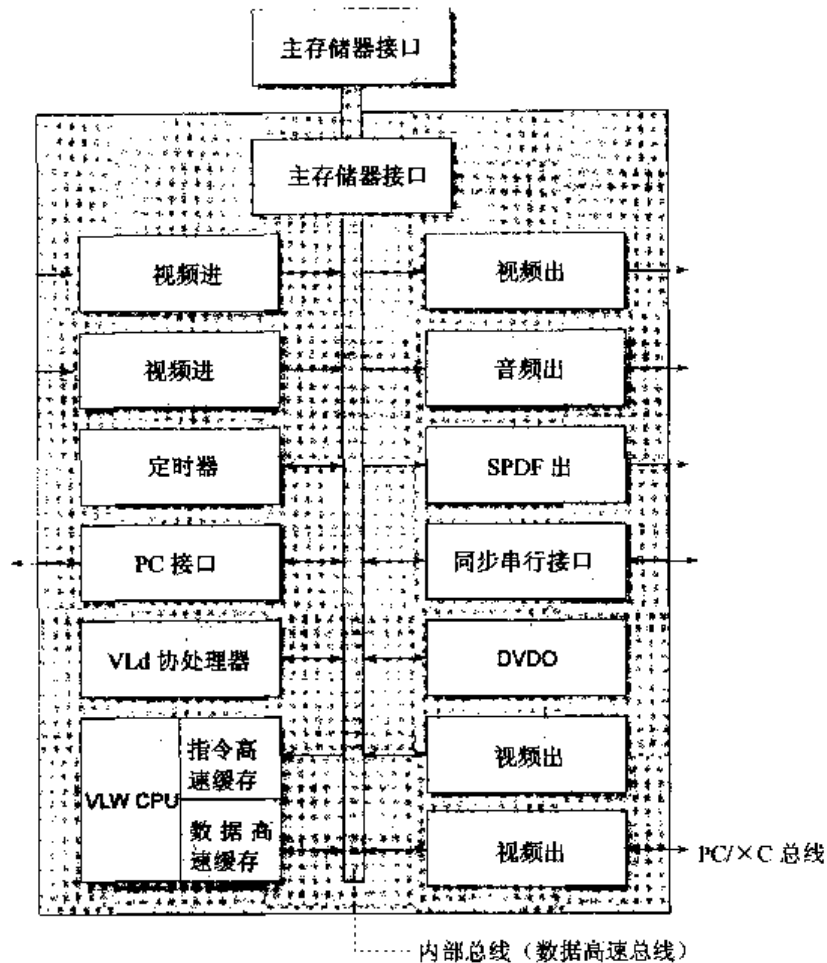 主存储器接口
主存储器接口
视频进
视频出
视频进
音频出
定时器
SPDF 出
PC 接口
同步串行接口
VLd 协处理器
DVDO
VLW CPU
指令高
速缓存
视频出
数据高
速缓存
视频出
PC/×C 总线
内部总线（数据高速总线）